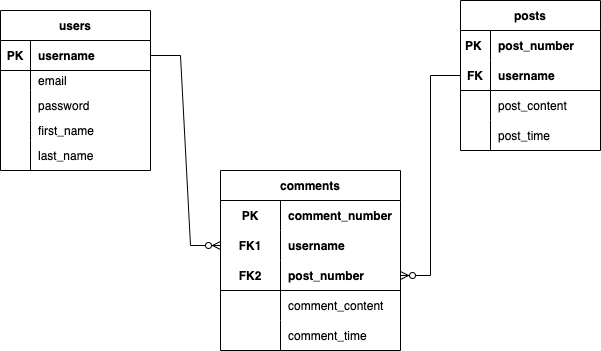 users
PK username
email
password
first_name
last_name
posts
PK post_number
FK username
post_content
post_time
comments
PK comment_number
FK1 username
FK2 post_number
comment_content
comment_time